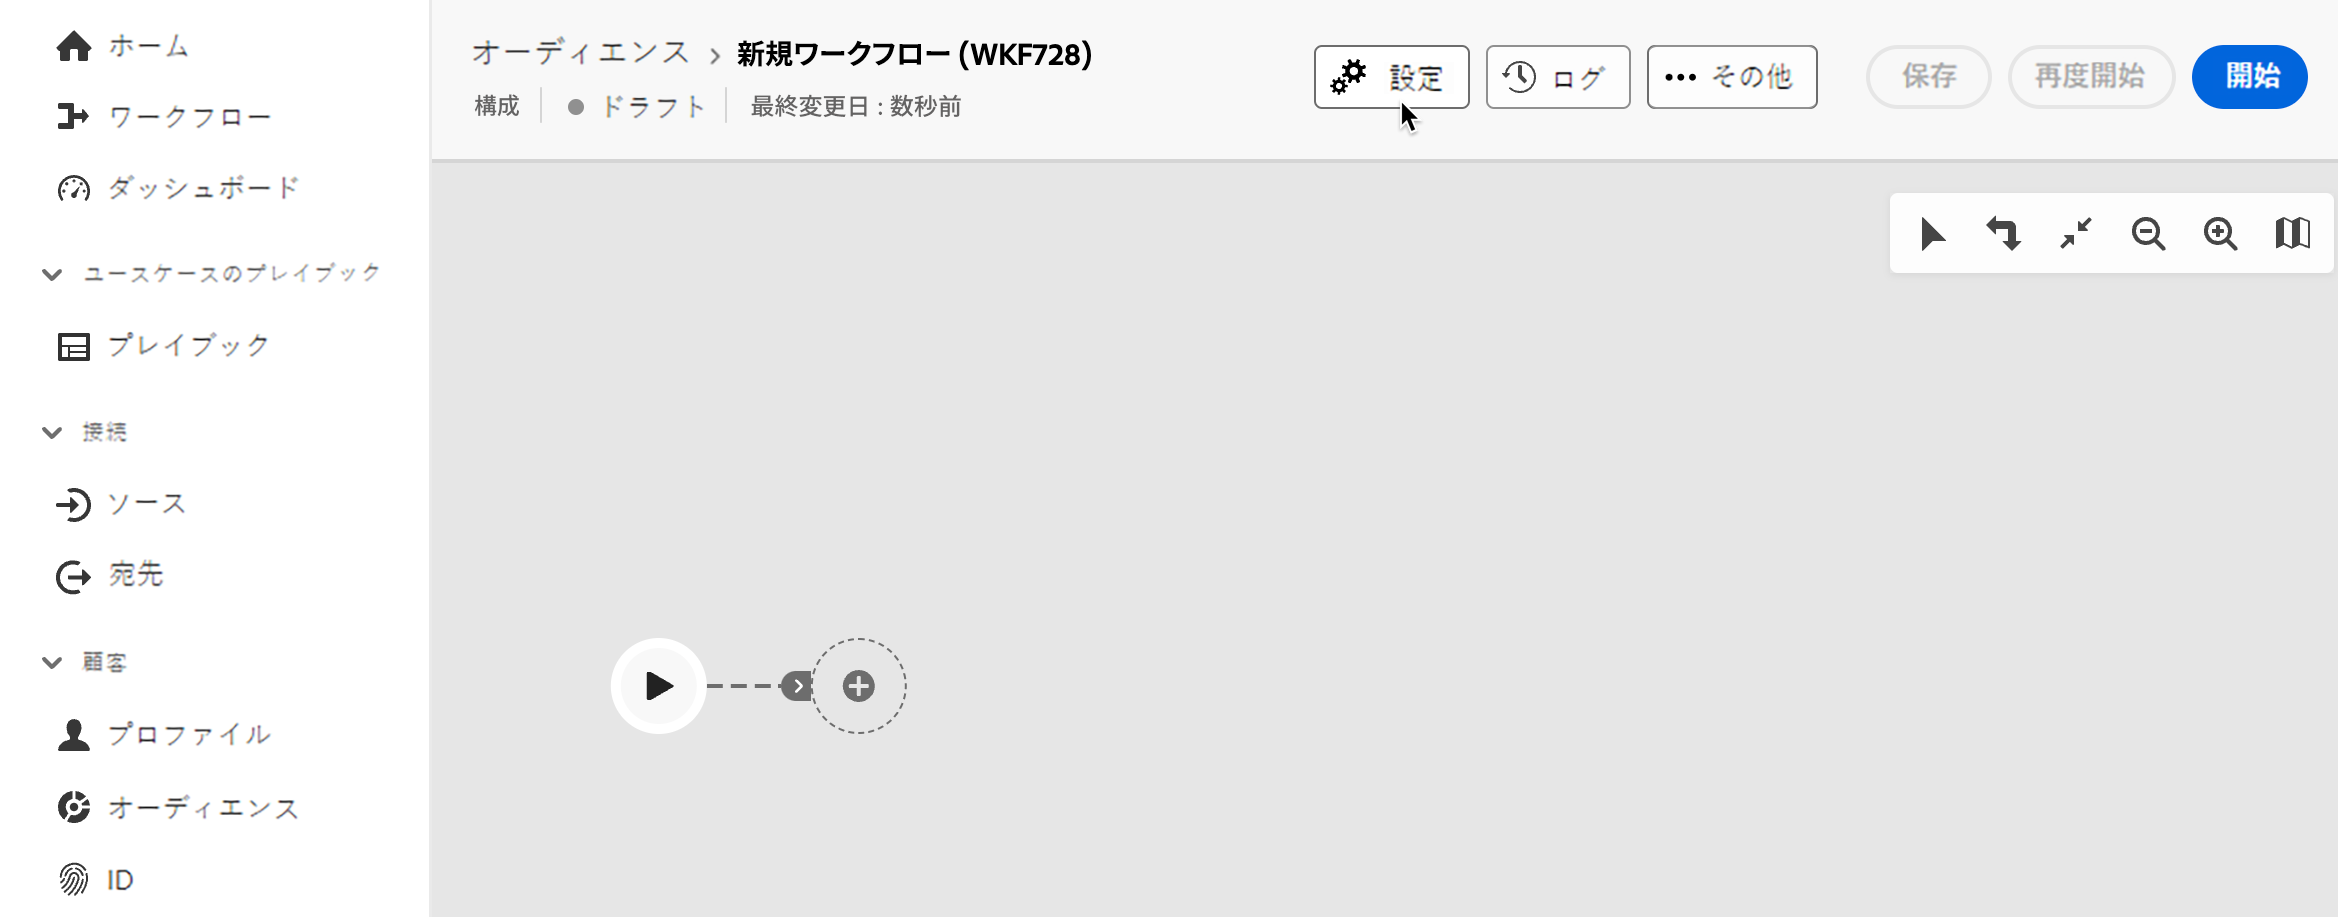 ホーム
ワークフロー
ダッシュボード
ユースケースのプレイブック
プレイブック
接続
ソース
宛先
顧客
プロファイル
オーディエンス
ID
オーディエンス > 新規ワークフロー (WKF728)
構成 ドラフト 最終変更日 : 数秒前
設定 ログ その他 保存 再度開始 開始